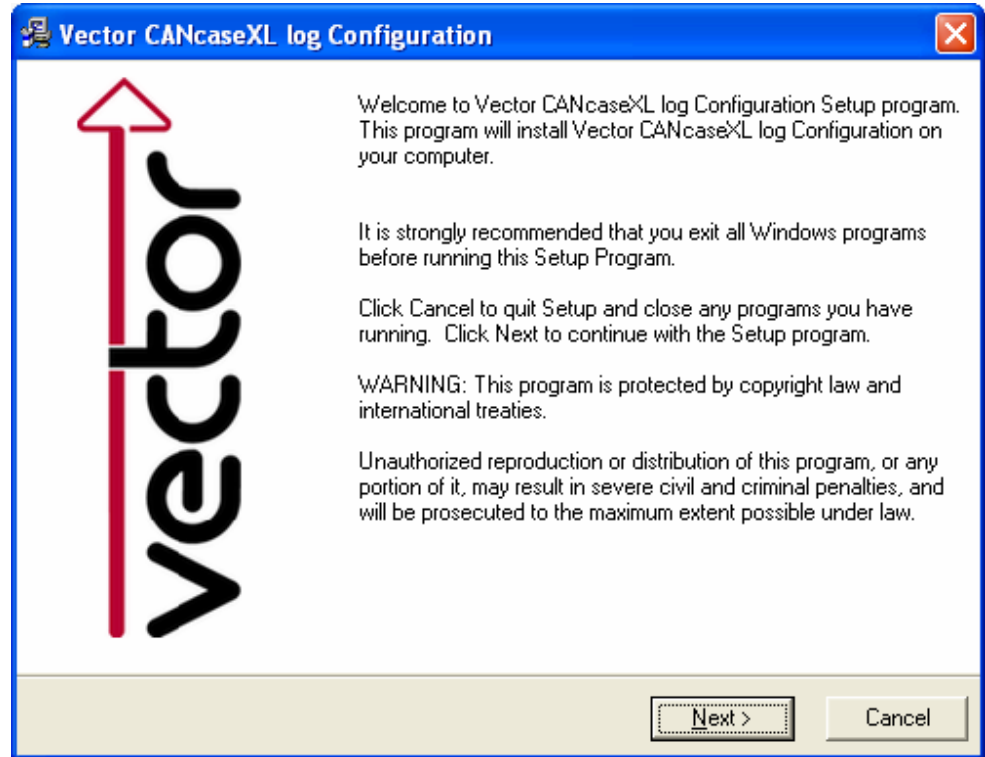 Vector CANcaseXL log Configuration
vector
Welcome to Vector CANcaseXL log Configuration Setup program.
This program will install Vector CANcaseXL log Configuration on
your computer.
It is strongly recommended that you exit all Windows programs
before running this Setup Program.
Click Cancel to quit Setup and close any programs you have
running.  Click Next to continue with the Setup program.
WARNING: This program is protected by copyright law and
international treaties.
Unauthorized reproduction or distribution of this program, or any
portion of it, may result in severe civil and criminal penalties, and
will be prosecuted to the maximum extent possible under law.
Next >
Cancel